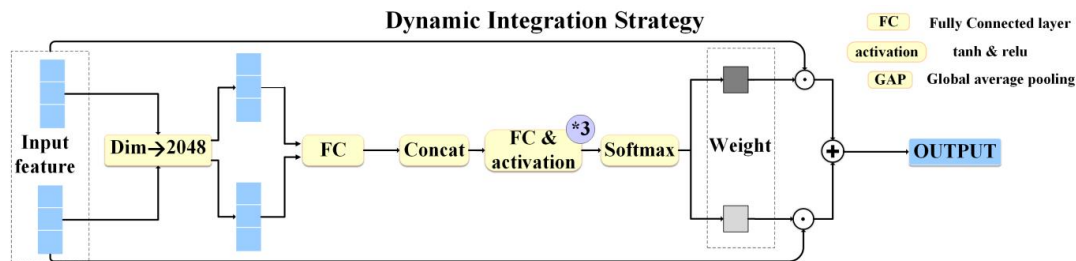 Dynamic Integration Strategy
FC Fully Connected layer
activation tanh & relu
GAP Global average pooling
Input
feature
Dim→2048
FC
Concat
FC &
activation
*3
Softmax
Weight
OUTPUT